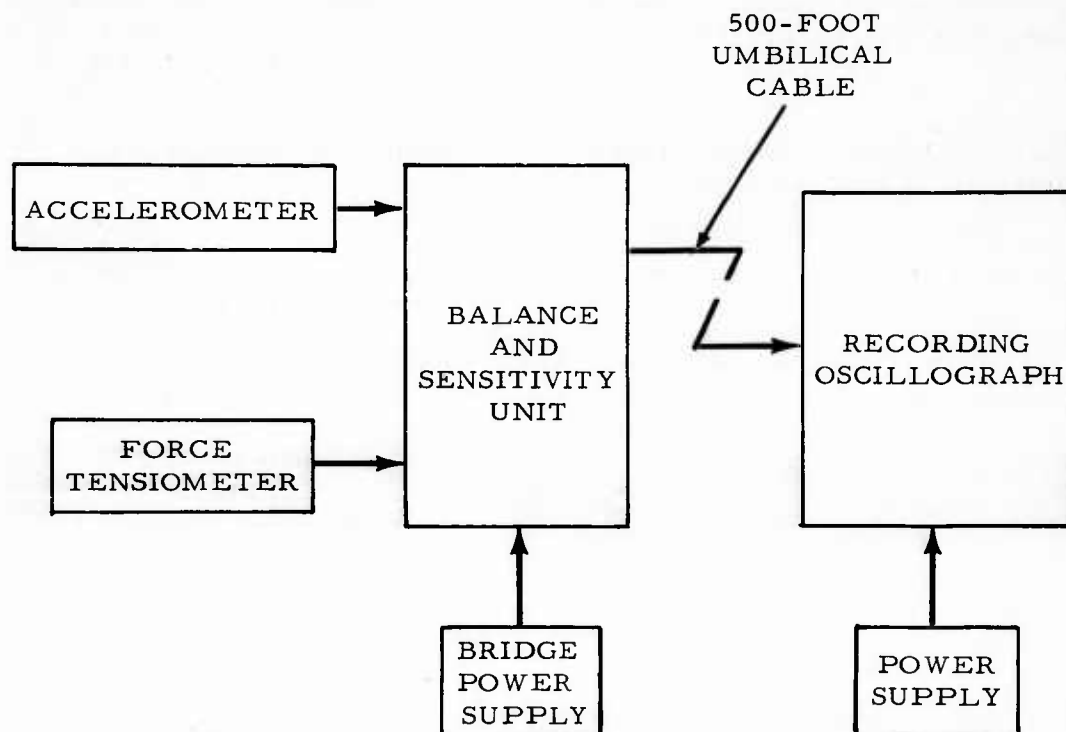 500-FOOT
UMBILICAL
CABLE
ACCELEROMETER
BALANCE
AND
SENSITIVITY
UNIT
RECORDING
OSCILLOGRAPH
FORCE
TENSIOMETER
BRIDGE
POWER
SUPPLY
POWER
SUPPLY